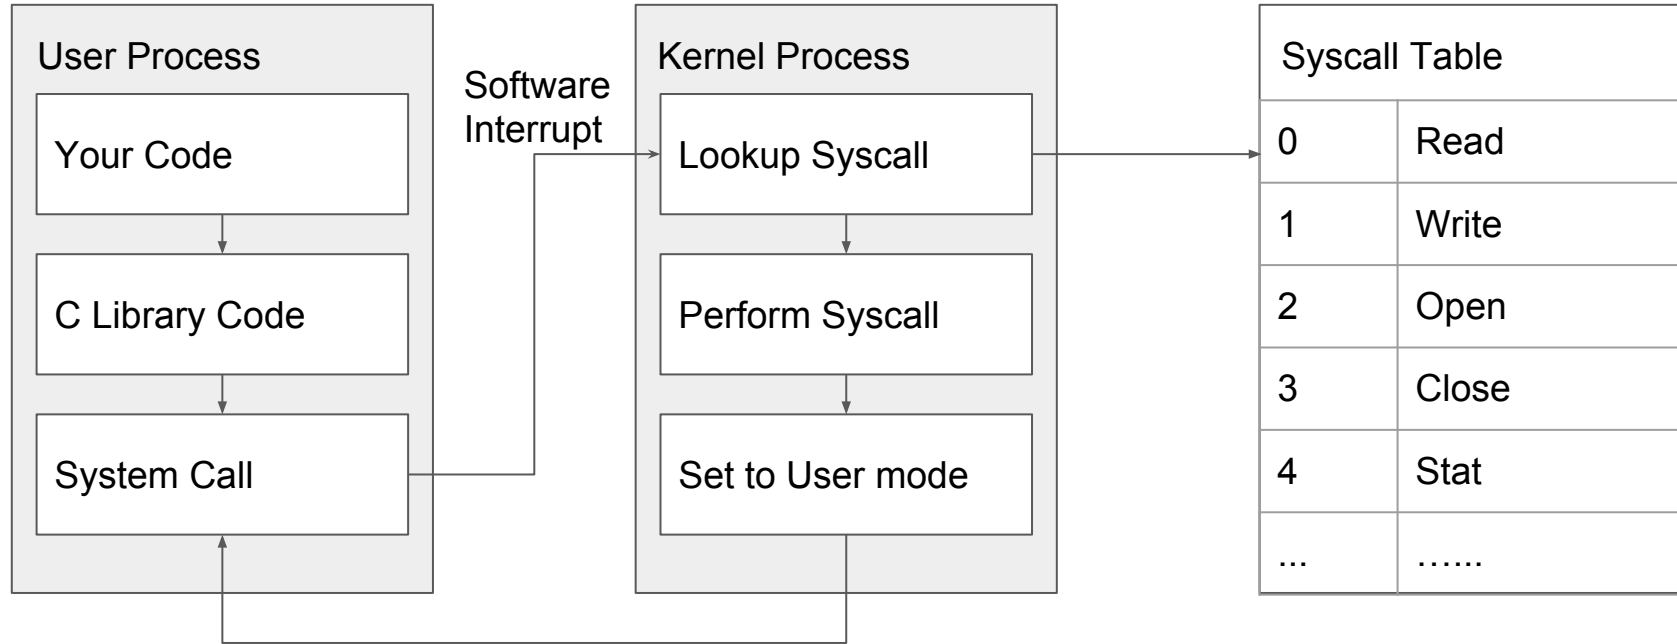 User Process
Your Code
C Library Code
System Call
Software
Interrupt
Kernel Process
Lookup Syscall
Perform Syscall
Set to User mode
Syscall Table
0 Read
1 Write
2 Open
3 Close
4 Stat
... …...